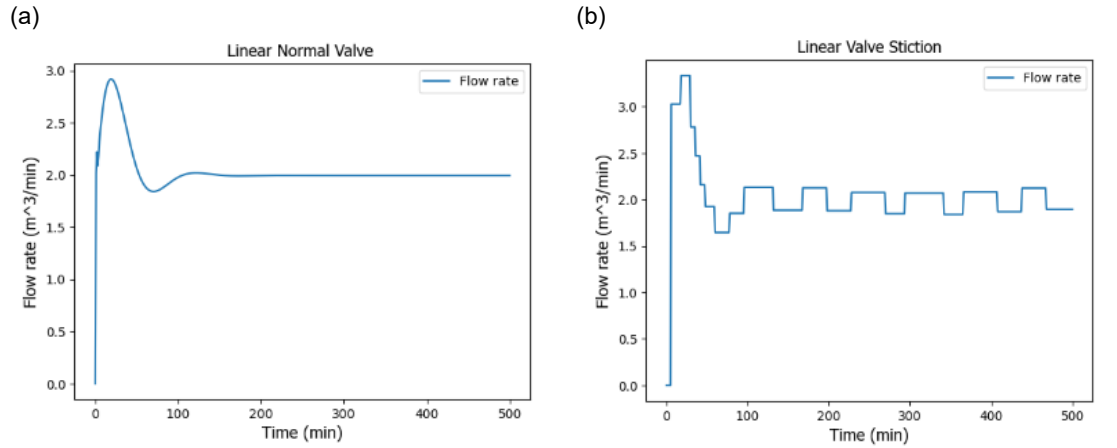 (a)
Linear Normal Valve
Flow rate
3.0
2.5
2.0
1.5
1.0
0.5
0.0
Flow rate (m^3/min)
0 100 200 300 400 500
Time (min)
(b)
Linear Valve Stiction
Flow rate
3.0
2.5
2.0
1.5
1.0
0.5
0.0
Flow rate (m^3/min)
0 100 200 300 400 500
Time (min)